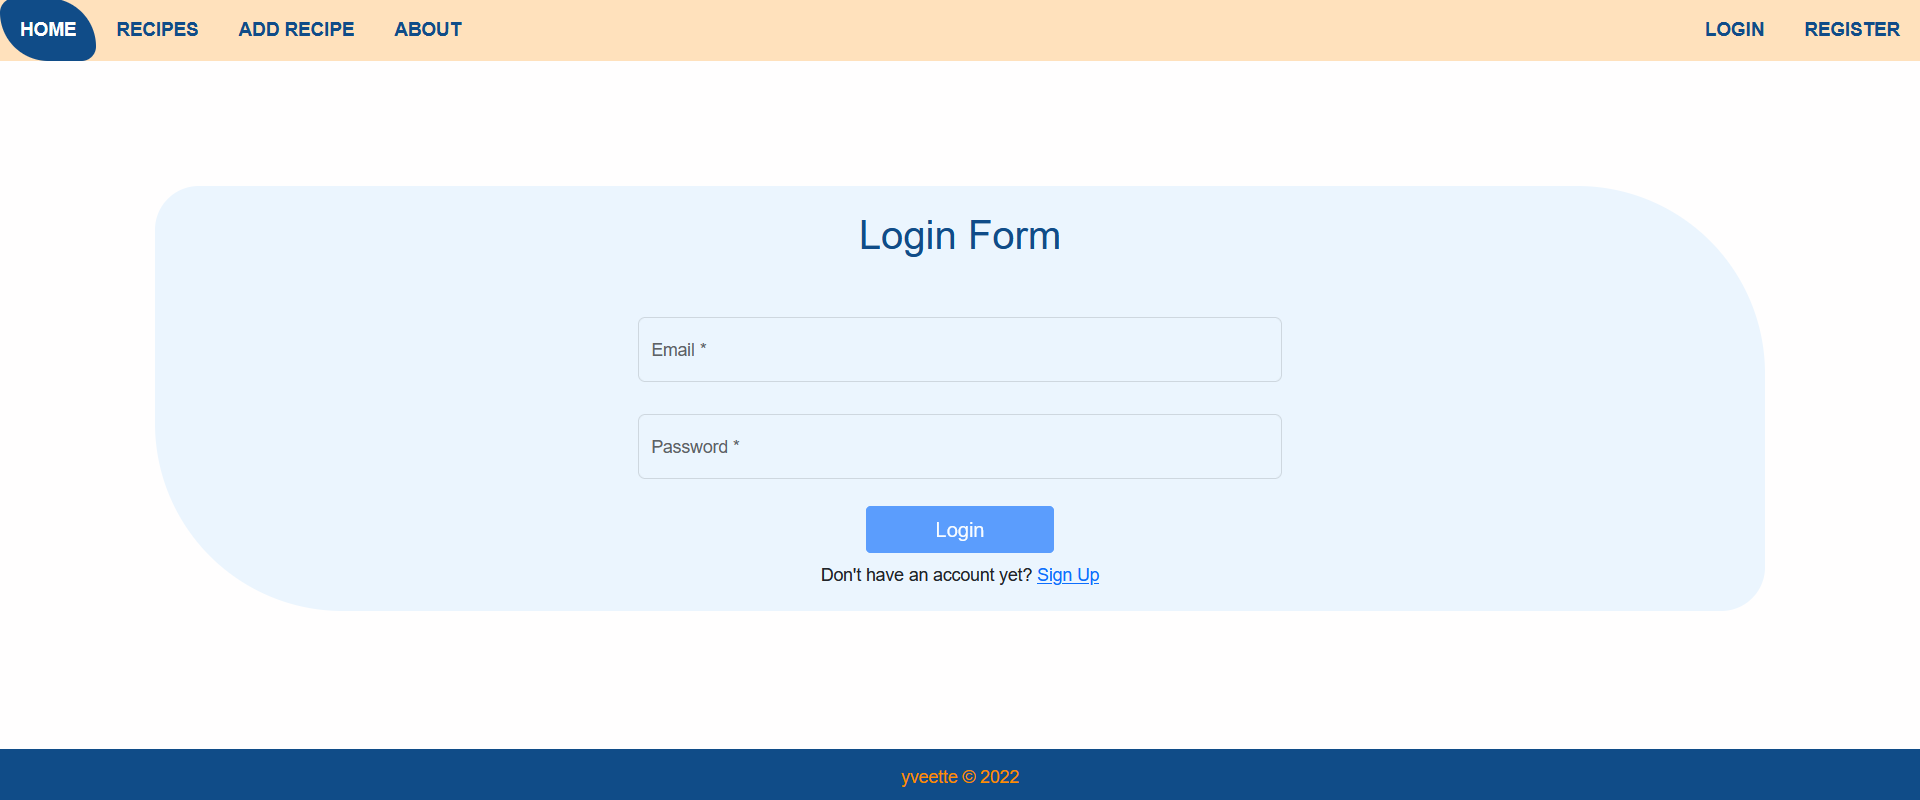 HOME RECIPES ADD RECIPE ABOUT LOGIN REGISTER
Login Form
Email *
Password *
Login
Don't have an account yet? Sign Up
yveette © 2022